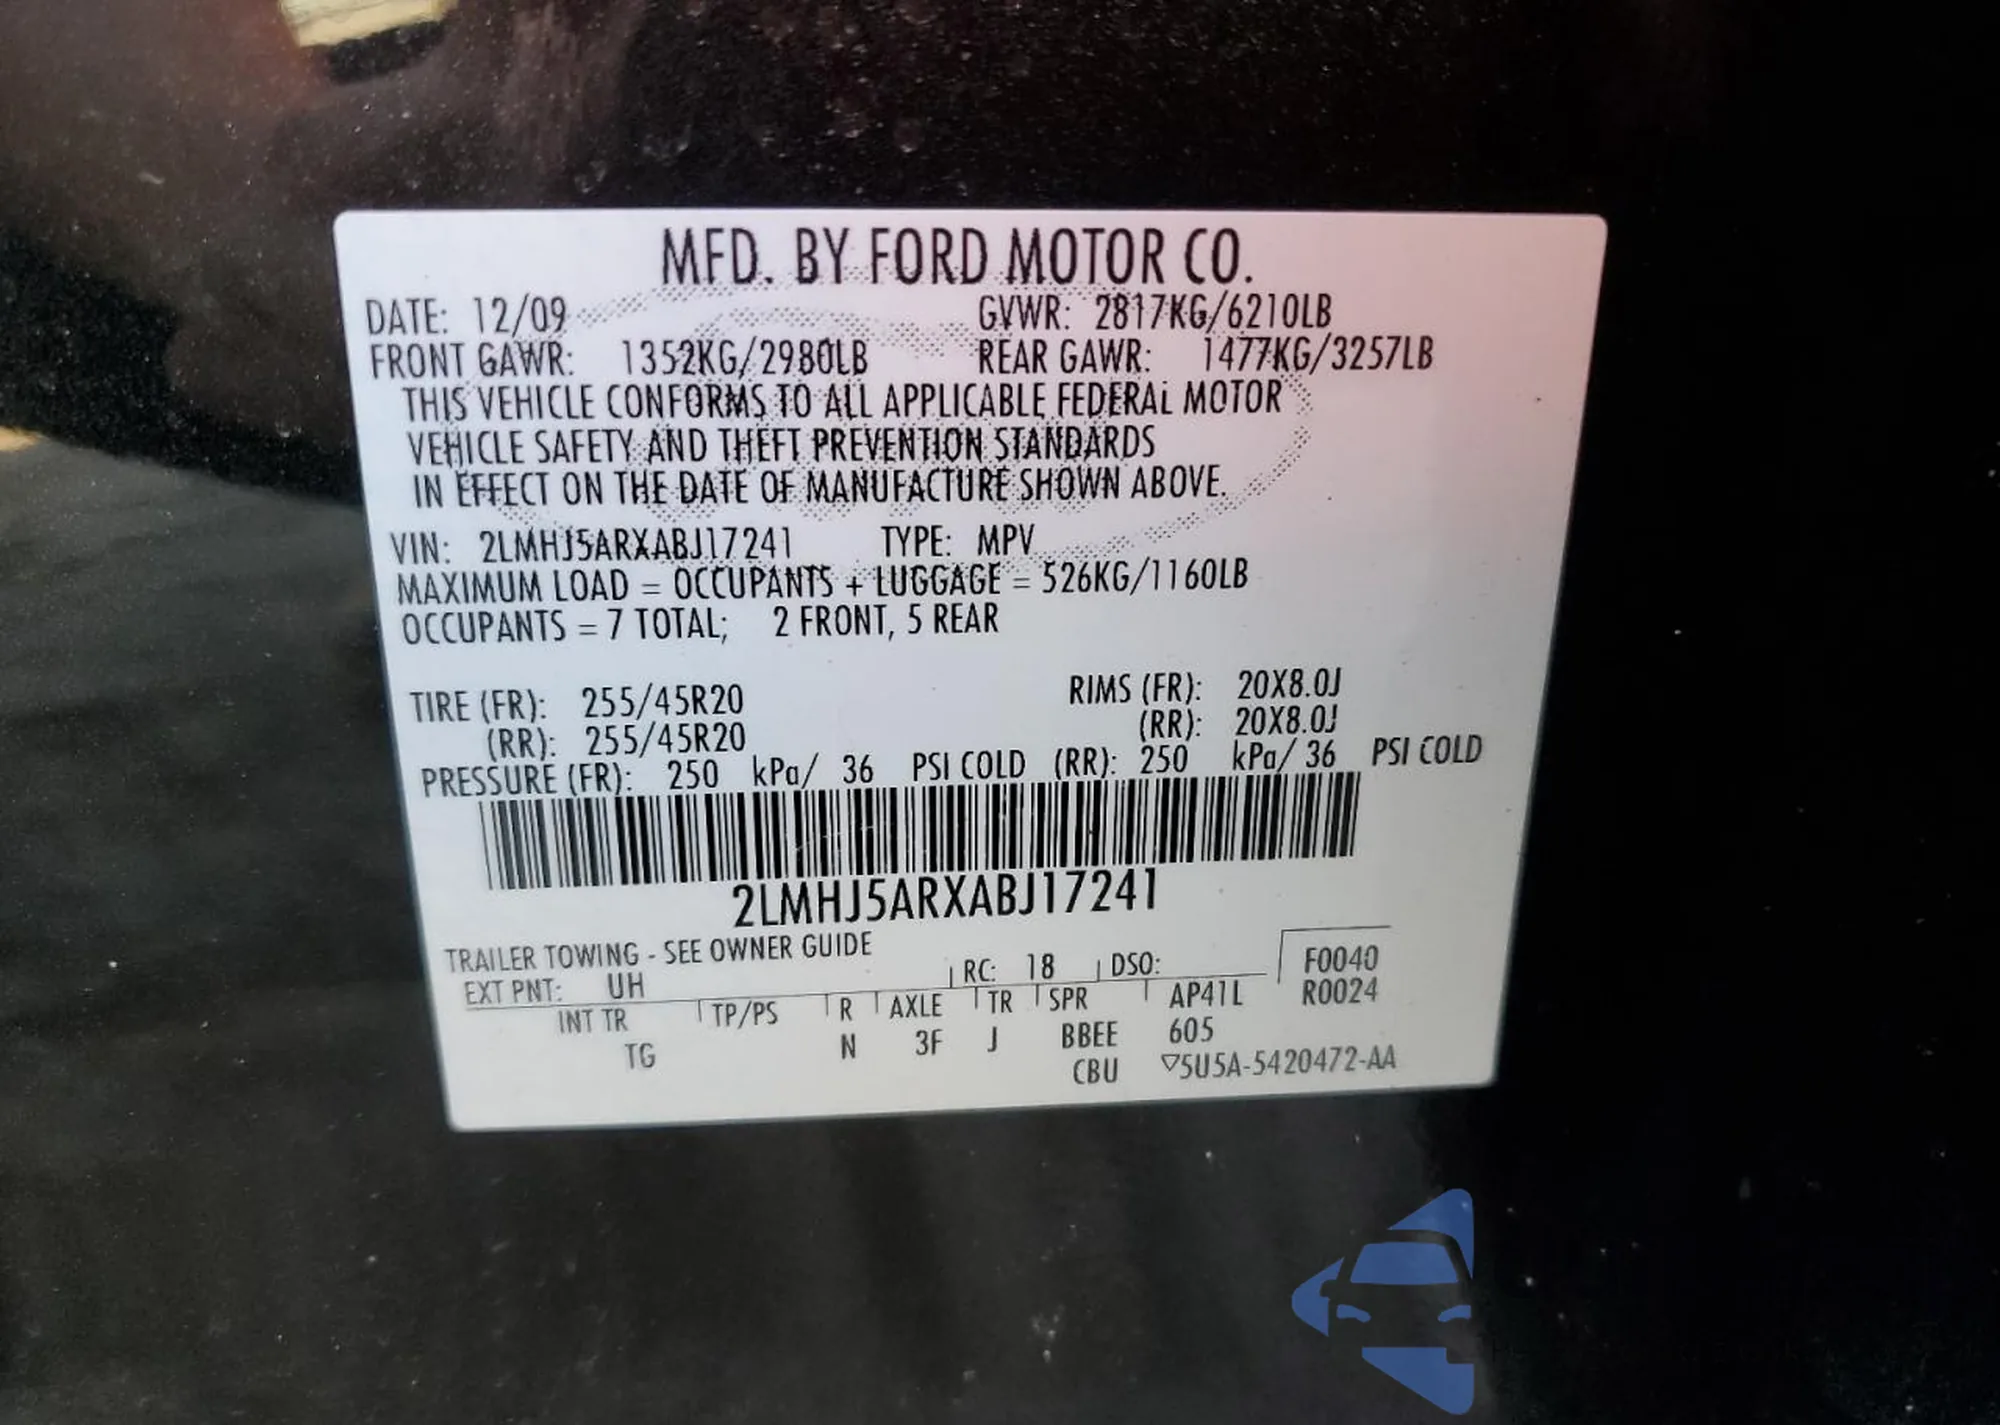 MFD. BY FORD MOTOR CO.
DATE: 12/09 GVWR: 2817KG/6210LB
FRONT GAWR: 1352KG/2980LB REAR GAWR: 1477KG/3257LB
THIS VEHICLE CONFORMS TO ALL APPLICABLE FEDERAL MOTOR
VEHICLE SAFETY AND THEFT PREVENTION STANDARDS
IN EFFECT ON THE DATE OF MANUFACTURE SHOWN ABOVE.
VIN: 2LMHJ5ARXABJ17241 TYPE: MPV
MAXIMUM LOAD = OCCUPANTS + LUGGAGE = 526KG/1160LB
OCCUPANTS = 7 TOTAL; 2 FRONT, 5 REAR
TIRE (FR): 255/45R20 RIMS (FR): 20X8.0J
(RR): 255/45R20 (RR): 20X8.0J
PRESSURE (FR): 250 kPa/ 36 PSI COLD (RR): 250 kPa/ 36 PSI COLD
2LMHJ5ARXABJ17241
TRAILER TOWING - SEE OWNER GUIDE
EXT PNT: UH RC: 18 DSO: F0040
INT TR TP/PS R AXLE TR SPR AP41L R0024
TG N 3F J BBEE 605
CBU ▽5U5A-5420472-AA